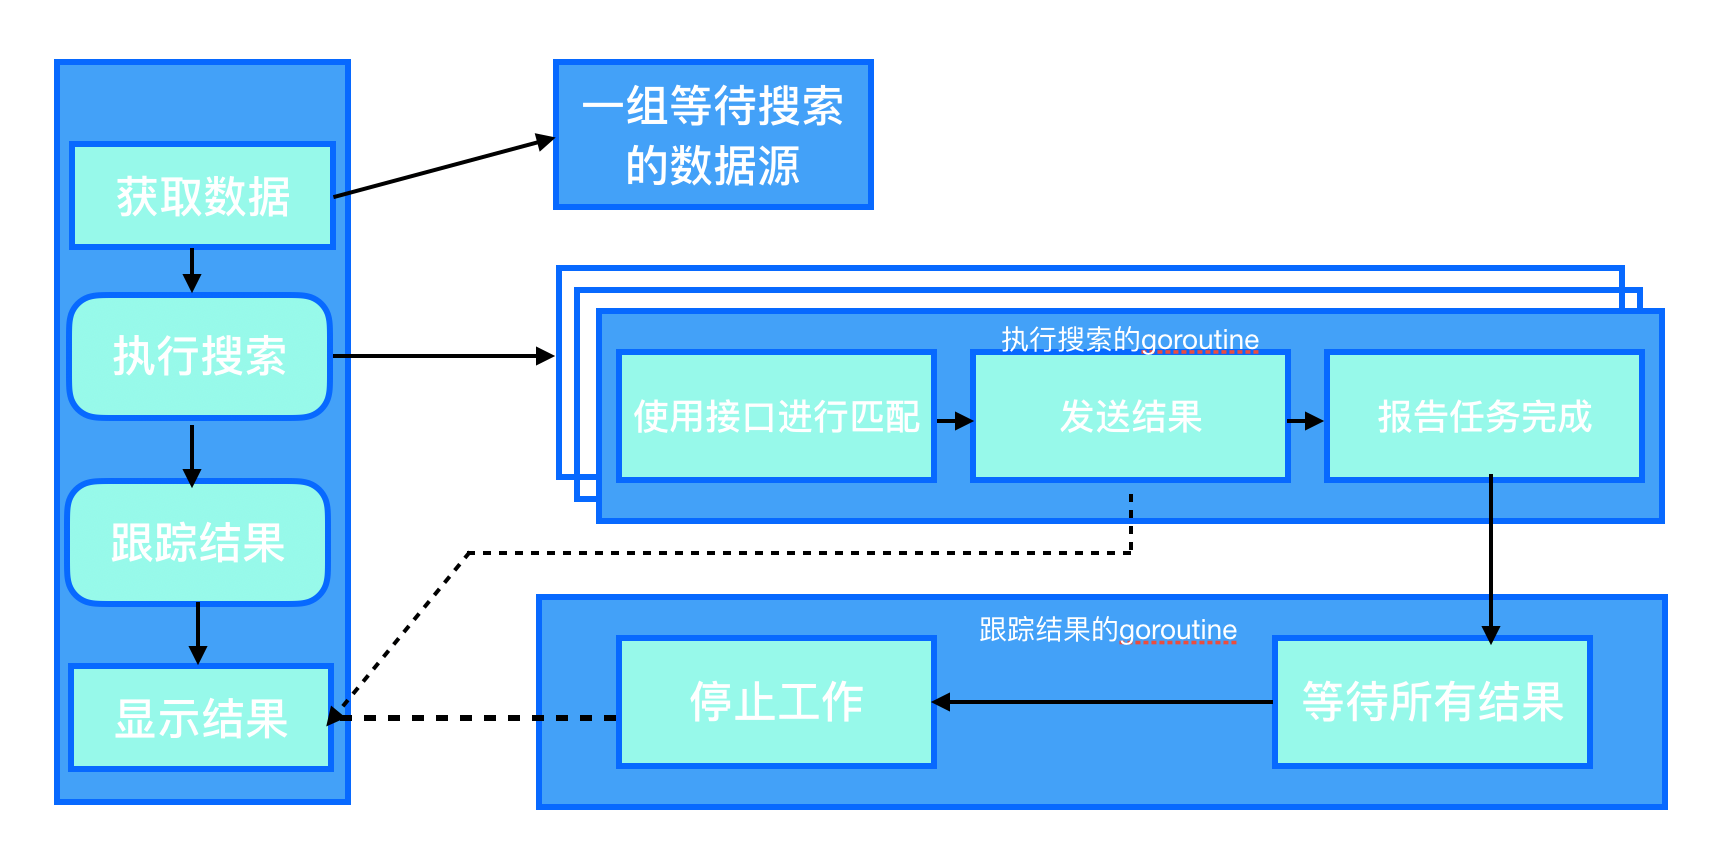 一组等待搜索
的数据源
获取数据
执行搜索
跟踪结果
显示结果
执行搜索的goroutine
使用接口进行匹配
发送结果
报告任务完成
跟踪结果的goroutine
停止工作
等待所有结果